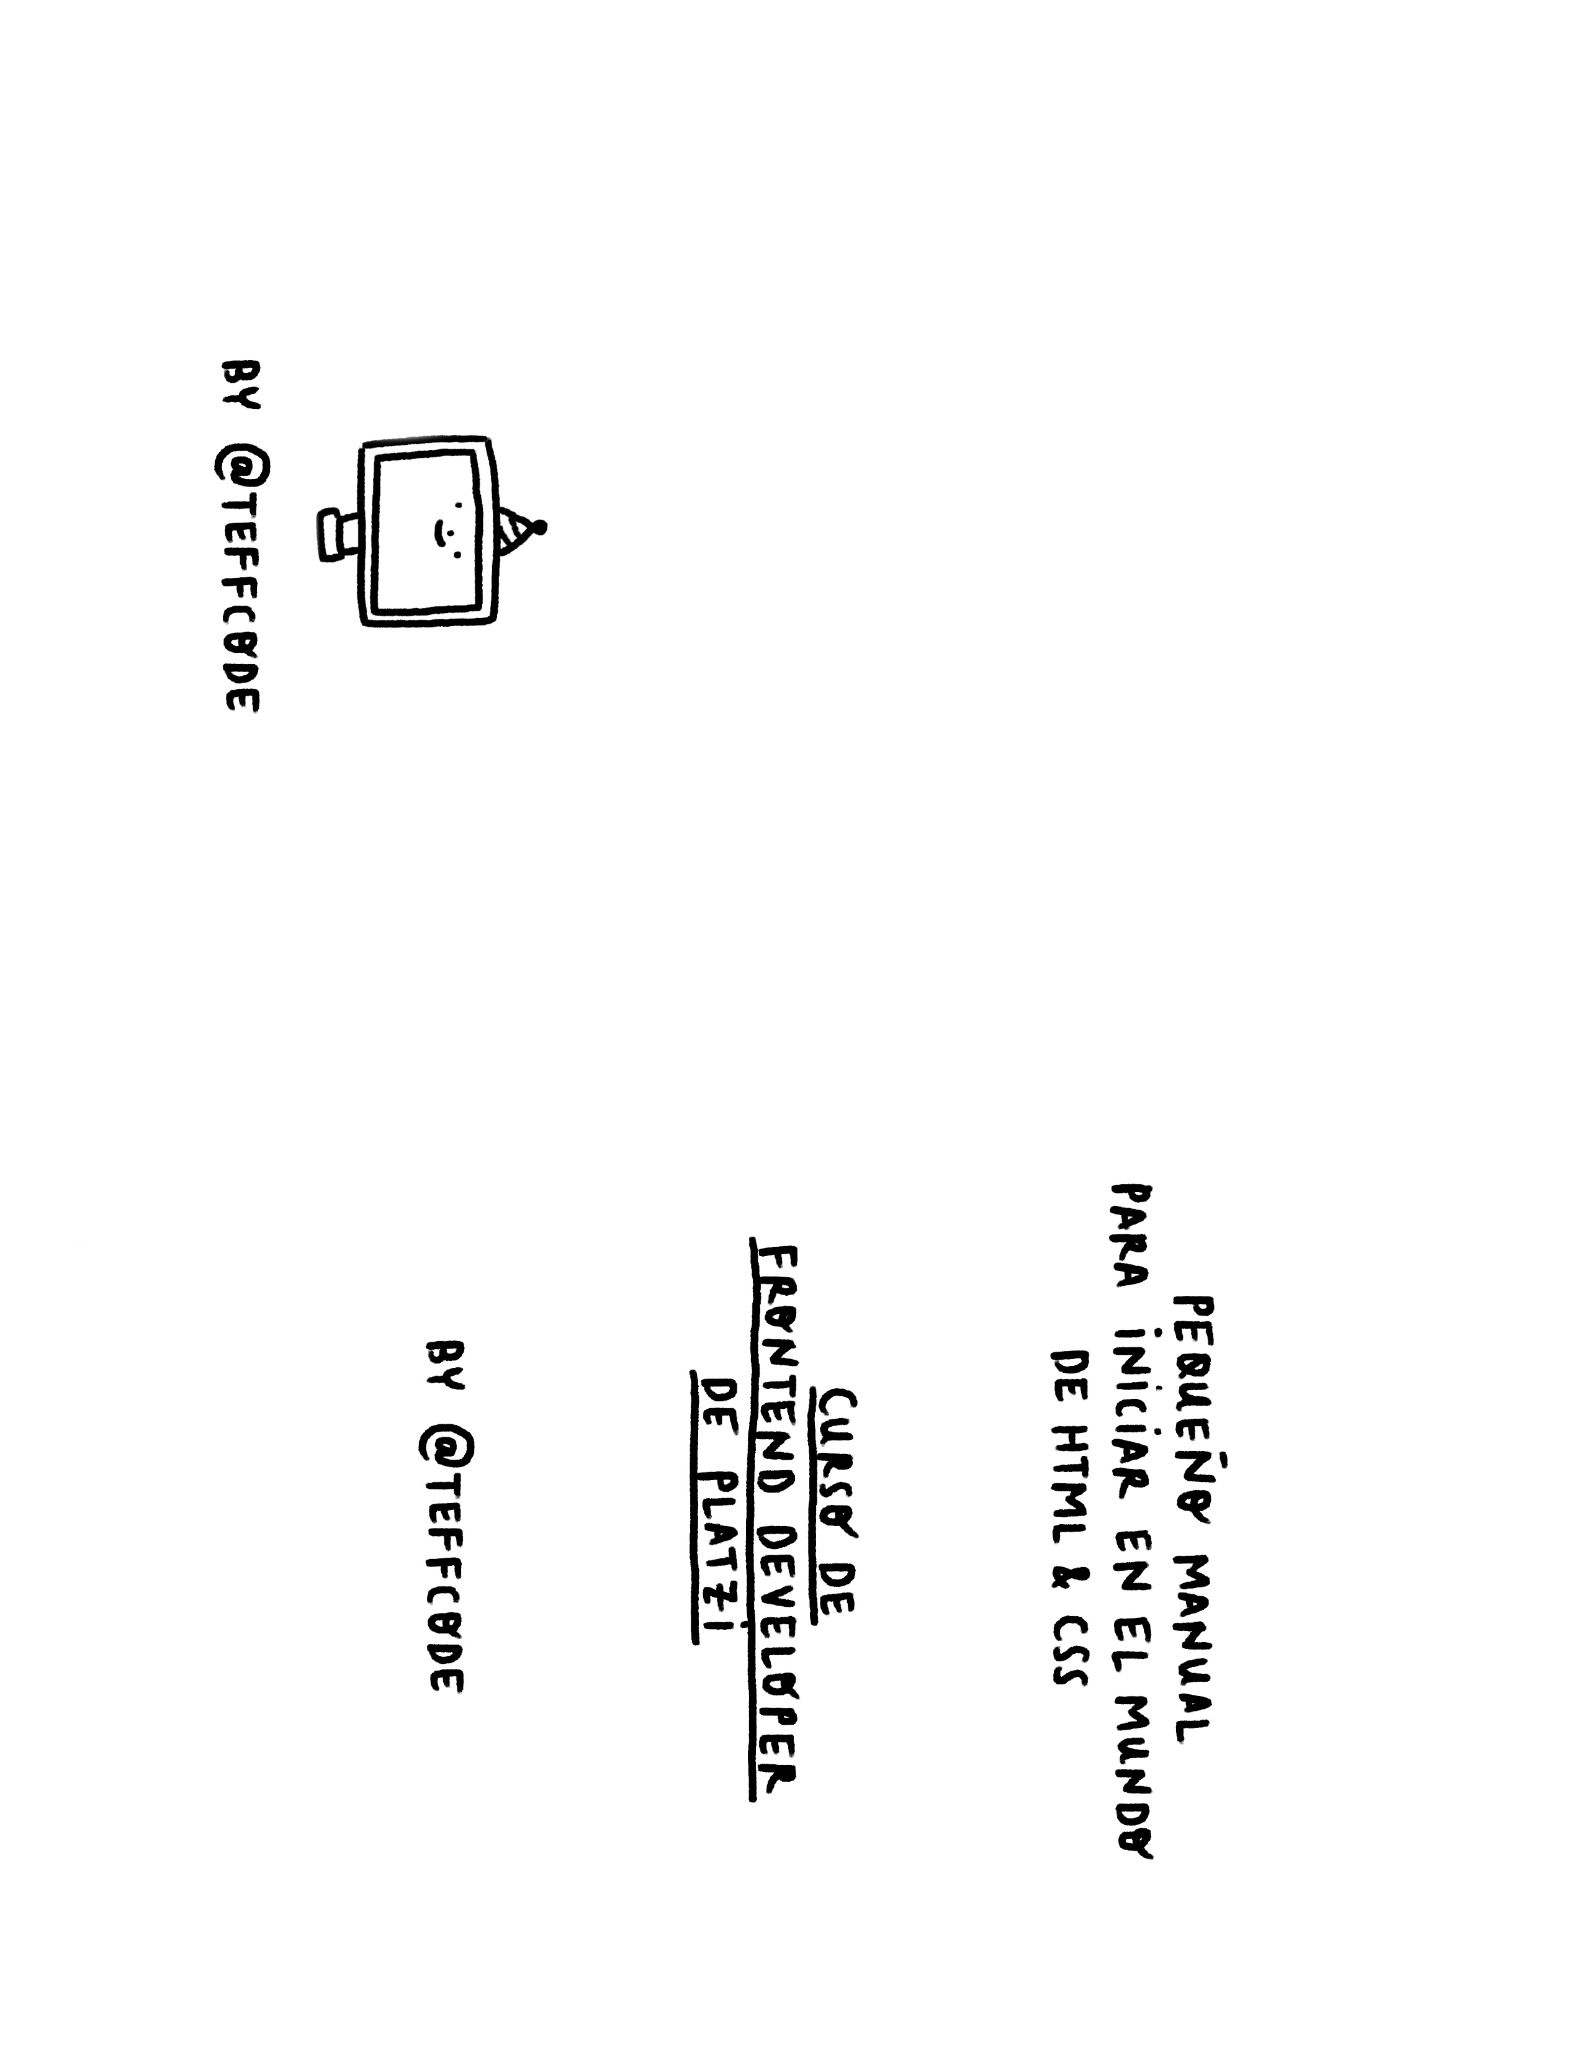 PEQUEÑO MANUAL
PARA INICIAR EN EL MUNDO
DE HTML & CSS
CURSO DE
FRONTEND DEVELOPER
DE PLATZI
BY @TEFFCODE
BY @TEFFCODE